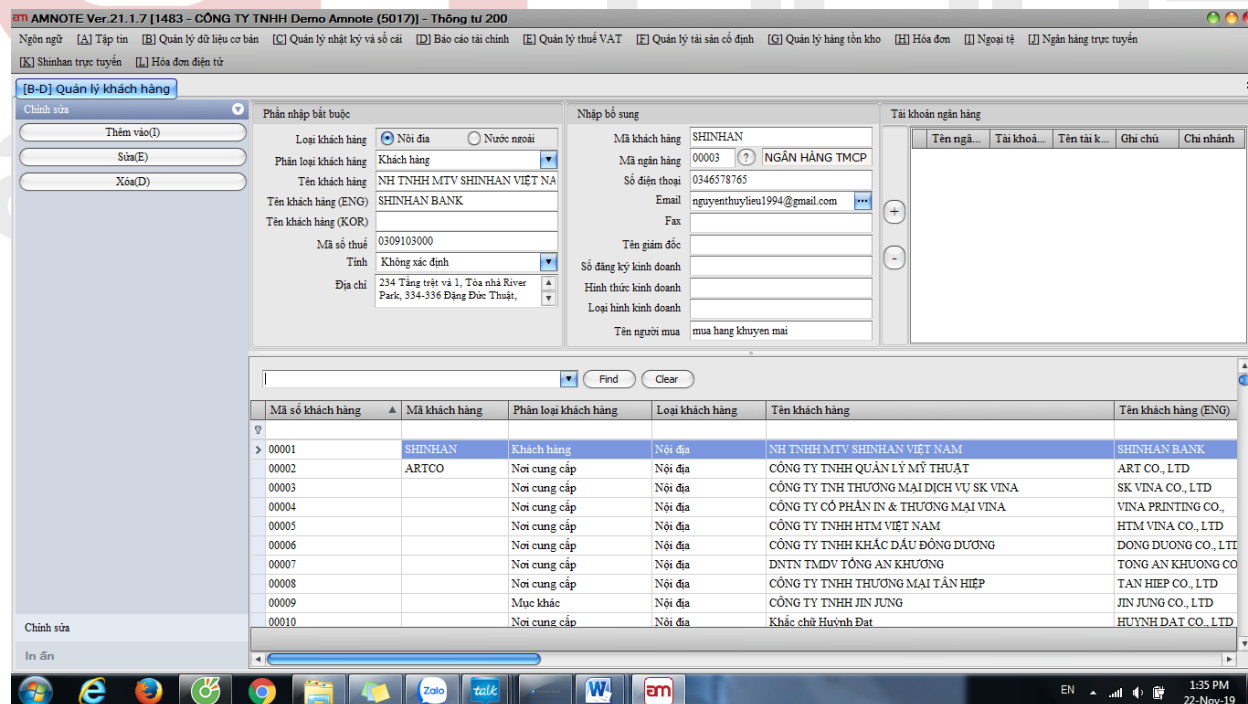 AMNOTE Ver.21.1.7 [1483 - CÔNG TY TNHH Demo Amnote (5017)] - Thông tư 200
Ngôn ngữ [A] Tập tin [B] Quản lý dữ liệu cơ bản [C] Quản lý nhật ký và sổ cái [D] Báo cáo tài chính [E] Quản lý thuế VAT [F] Quản lý tài sản cố định [G] Quản lý hàng tồn kho [H] Hóa đơn [I] Ngoại tệ [J] Ngân hàng trực tuyến
[K] Shinhan trực tuyến [L] Hóa đơn điện tử
[B-D] Quản lý khách hàng
Chỉnh sửa
Thêm vào(I)
Sửa(E)
Xóa(D)
Phần nhập bắt buộc
Loại khách hàng Nội địa Nước ngoài
Phân loại khách hàng Khách hàng
Tên khách hàng NH TNHH MTV SHINHAN VIỆT NA
Tên khách hàng (ENG) SHINHAN BANK
Tên khách hàng (KOR)
Mã số thuế 0309103000
Tỉnh Không xác định
Địa chỉ 234 Tầng trệt và 1, Tòa nhà River
Park, 334-336 Đặng Đức Thuật,
Nhập bổ sung
Mã khách hàng SHINHAN
Mã ngân hàng 00003 ? NGÂN HÀNG TMCP
Số điện thoại 0346578765
Email nguyenthuylieu1994@gmail.com ...
Fax
Tên giám đốc
Số đăng ký kinh doanh
Hình thức kinh doanh
Loại hình kinh doanh
Tên người mua mua hang khuyen mai
Tài khoản ngân hàng
+
-
Tên ngâ... Tài khoả... Tên tài k... Ghi chú Chi nhánh
Find Clear
Mã số khách hàng Mã khách hàng Phân loại khách hàng Loại khách hàng Tên khách hàng Tên khách hàng (ENG)
00001 SHINHAN Khách hàng Nội địa NH TNHH MTV SHINHAN VIỆT NAM SHINHAN BANK
00002 ARTCO Nơi cung cấp Nội địa CÔNG TY TNHH QUẢN LÝ MỸ THUẬT ART CO., LTD
00003 Nơi cung cấp Nội địa CÔNG TY TNH THƯƠNG MẠI DỊCH VỤ SK VINA SK VINA CO., LTD
00004 Nơi cung cấp Nội địa CÔNG TY CỔ PHẦN IN & THƯƠNG MẠI VINA VINA PRINTING CO.,
00005 Nơi cung cấp Nội địa CÔNG TY TNHH HTM VIỆT NAM HTM VINA CO., LTD
00006 Nơi cung cấp Nội địa CÔNG TY TNHH KHẮC DẤU ĐÔNG DƯƠNG DONG DUONG CO., LTD
00007 Nơi cung cấp Nội địa DNTN TMDV TỔNG AN KHƯƠNG TONG AN KHUONG CO
00008 Nơi cung cấp Nội địa CÔNG TY TNHH THƯƠNG MẠI TÂN HIỆP TAN HIEP CO., LTD
00009 Mục khác Nội địa CÔNG TY TNHH JIN JUNG JIN JUNG CO., LTD
00010 Nơi cung cấp Nội địa Khắc chữ Huỳnh Đat HUYNH DAT CO., LTD
Chỉnh sửa
In ấn
Zalo talk W am
EN 1:35 PM
22-Nov-19